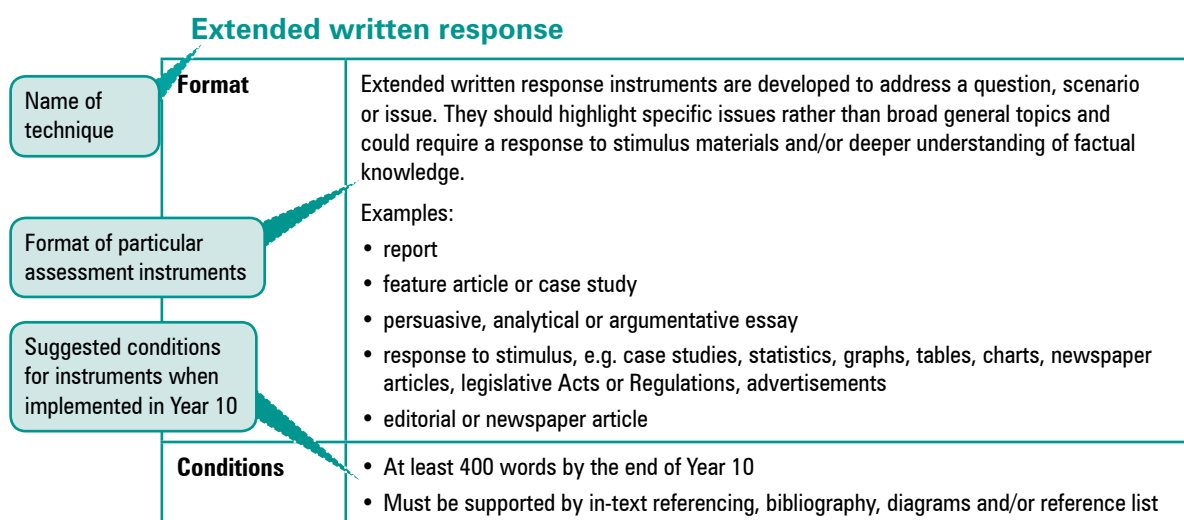 Extended written response
Name of
technique
Format
Extended written response instruments are developed to address a question, scenario
or issue. They should highlight specific issues rather than broad general topics and
could require a response to stimulus materials and/or deeper understanding of factual
knowledge.
Format of particular
assessment instruments
Examples:
• report
• feature article or case study
• persuasive, analytical or argumentative essay
• response to stimulus, e.g. case studies, statistics, graphs, tables, charts, newspaper
articles, legislative Acts or Regulations, advertisements
• editorial or newspaper article
Suggested conditions
for instruments when
implemented in Year 10
Conditions
• At least 400 words by the end of Year 10
• Must be supported by in-text referencing, bibliography, diagrams and/or reference list